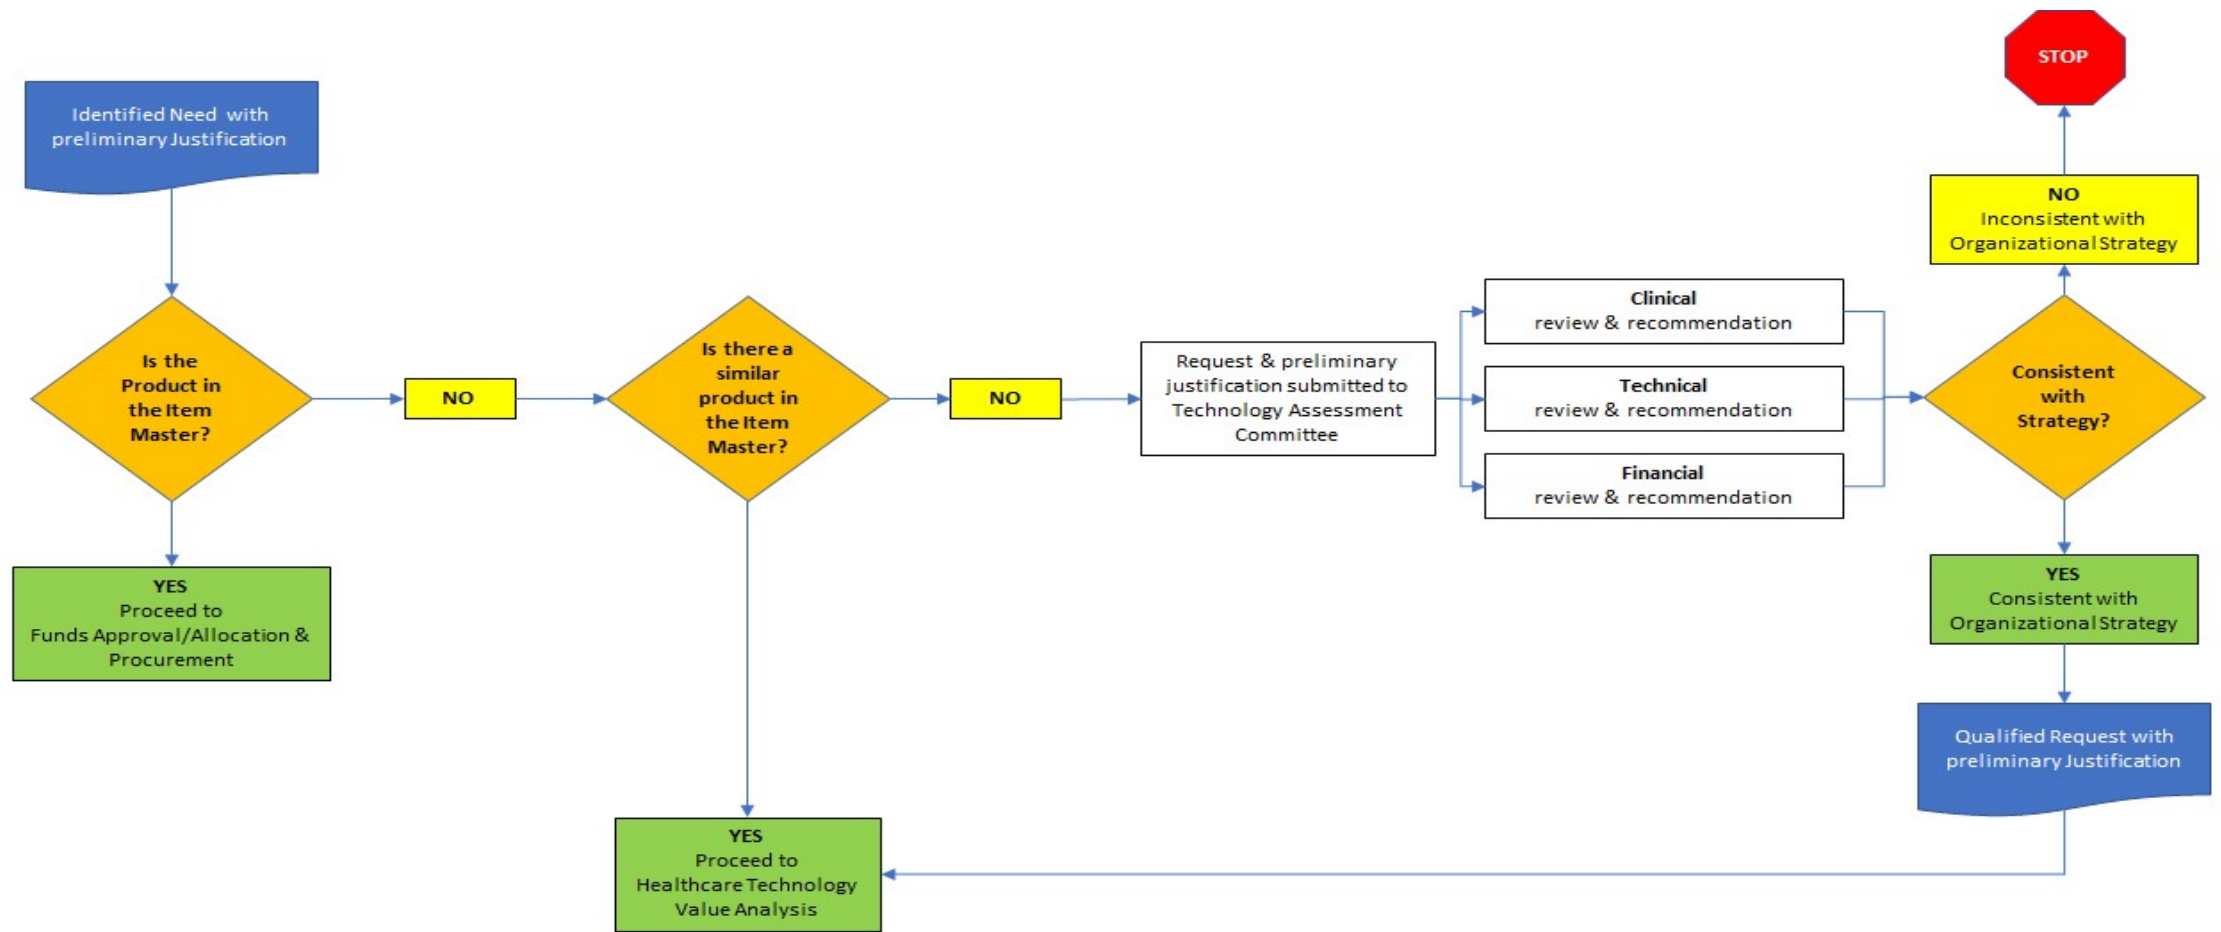 STOP
Identified Need with
preliminary Justification
NO
Inconsistent with
Organizational Strategy
Is the
Product in
the Item
Master?
NO
Is there a
similar
product in
the Item
Master?
NO
Request & preliminary
justification submitted to
Technology Assessment
Committee
Clinical
review & recommendation
Technical
review & recommendation
Financial
review & recommendation
Consistent
with
Strategy?
YES
Proceed to
Funds Approval/Allocation &
Procurement
YES
Consistent with
Organizational Strategy
Qualified Request with
preliminary Justification
YES
Proceed to
Healthcare Technology
Value Analysis